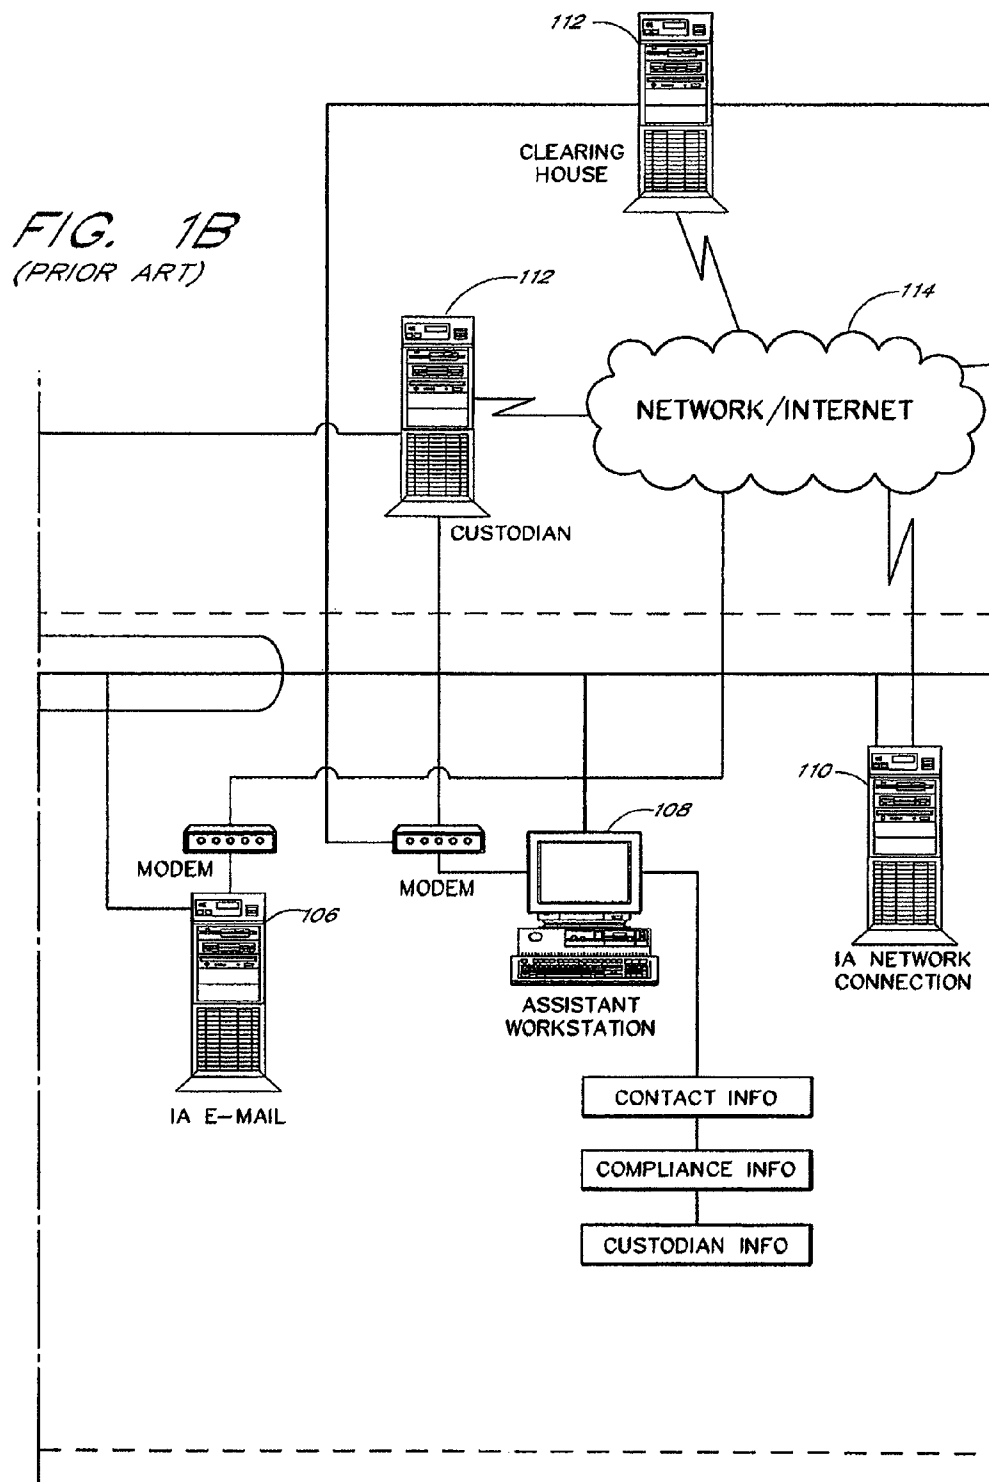 112
CLEARING
HOUSE
FIG. 1B
(PRIOR ART)
112
114
NETWORK/INTERNET
CUSTODIAN
110
108
MODEM
MODEM
106
IA NETWORK
CONNECTION
ASSISTANT
WORKSTATION
CONTACT INFO
IA E-MAIL
COMPLIANCE INFO
CUSTODIAN INFO